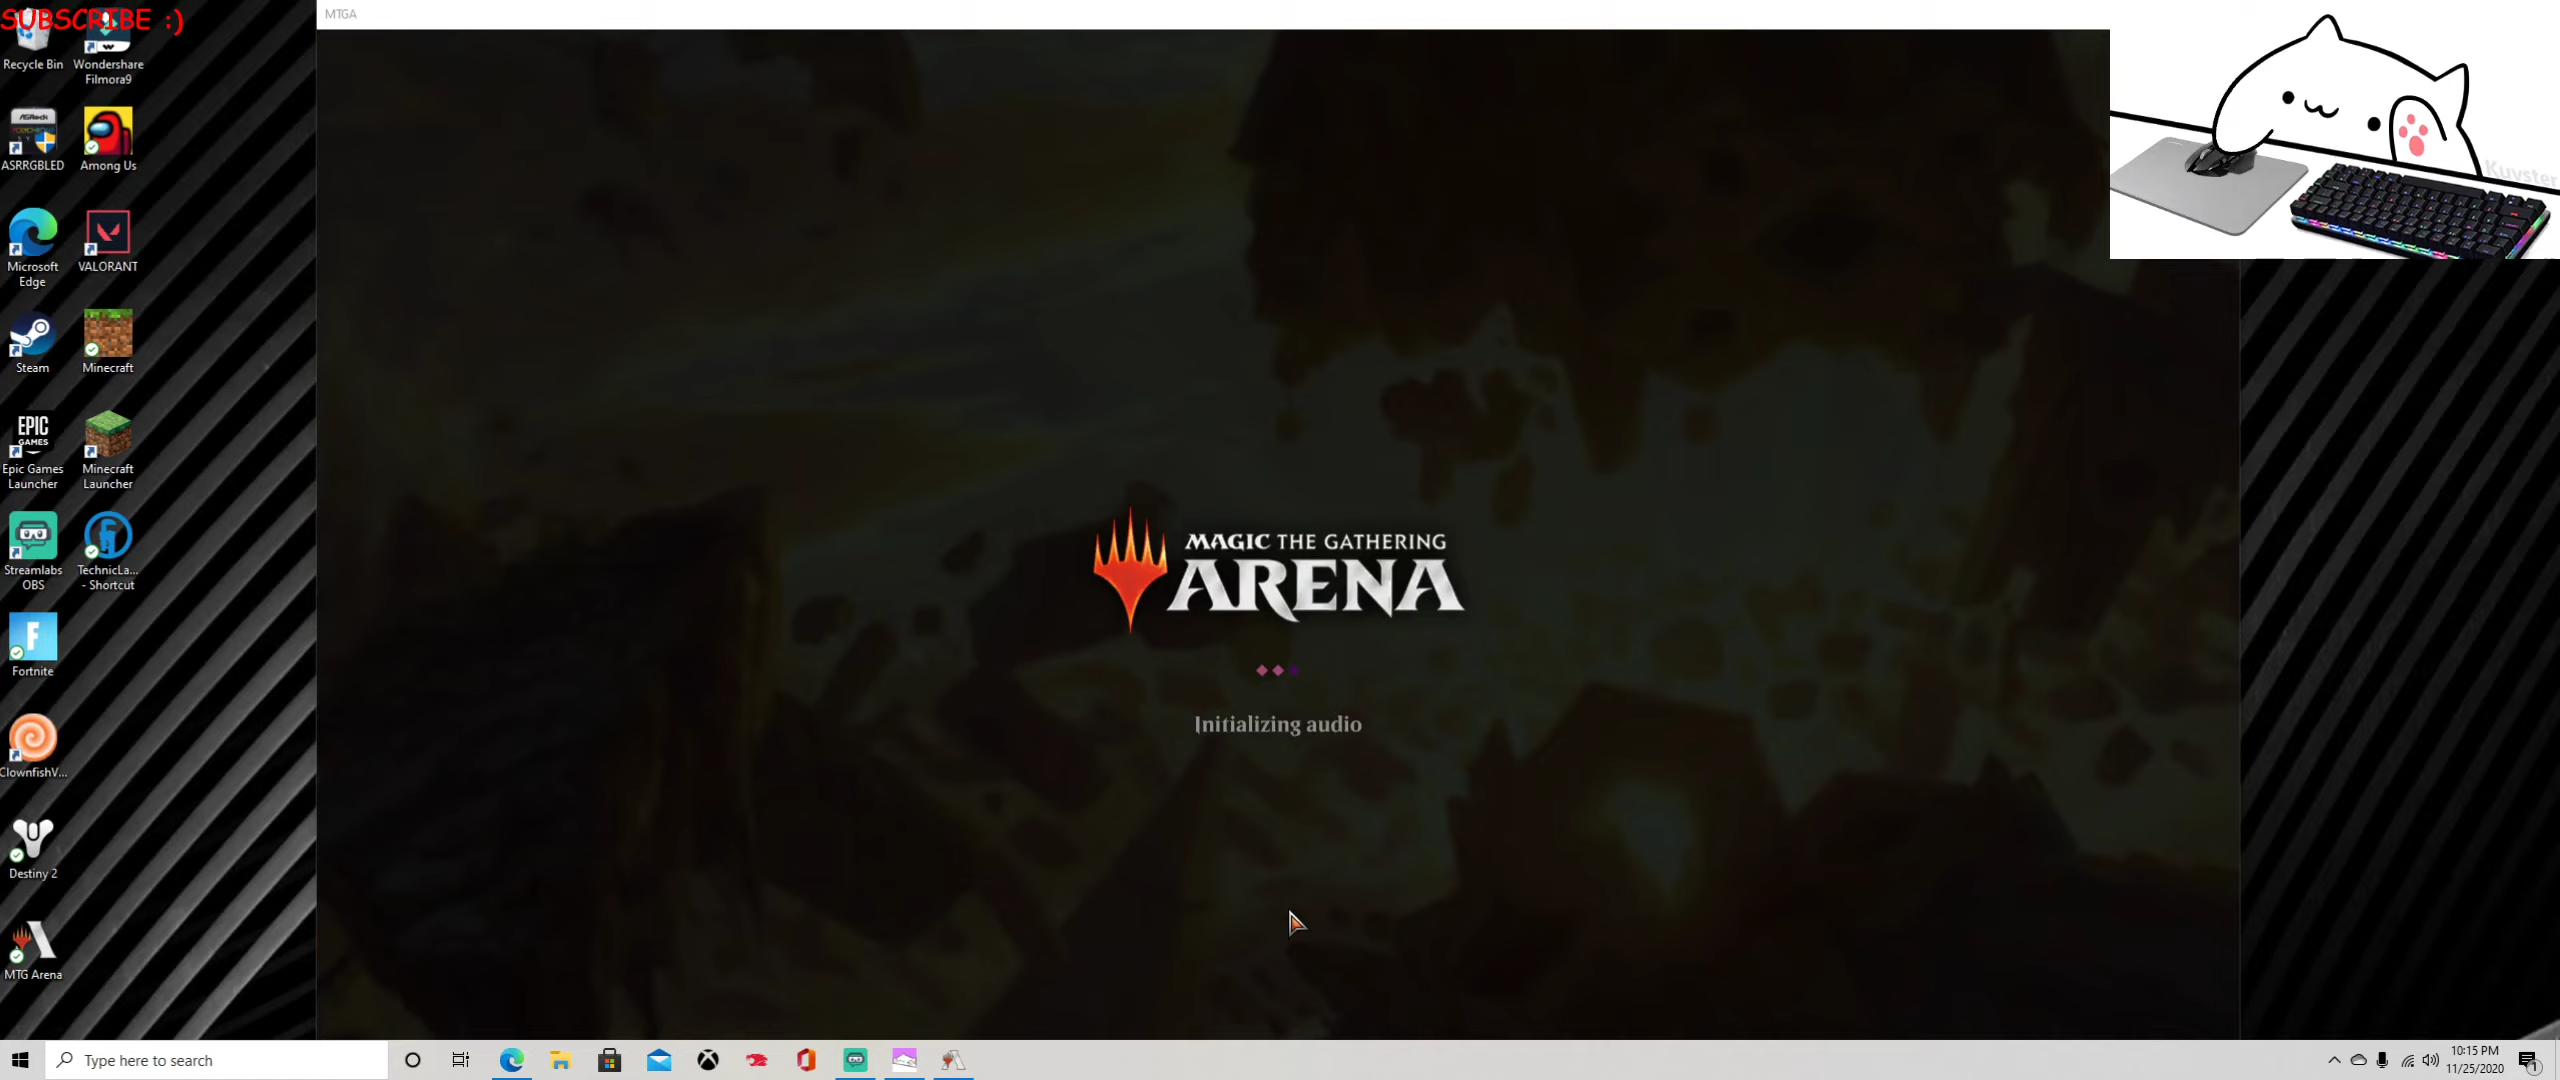 SUBSCRIBE :)
MTGA
Recycle Bin
Wondershare
Filmora9
ASRock
ASRRGBLED
Among Us
Microsoft
Edge
VALORANT
Steam
Minecraft
EPIC
GAMES
Epic Games
Launcher
Minecraft
Launcher
Streamlabs
OBS
TechnicLa...
- Shortcut
F
Fortnite
ClownfishV...
Destiny 2
MTG Arena
MAGIC THE GATHERING
ARENA
Initializing audio
Kuvster
Type here to search
10:15 PM
11/25/2020
1